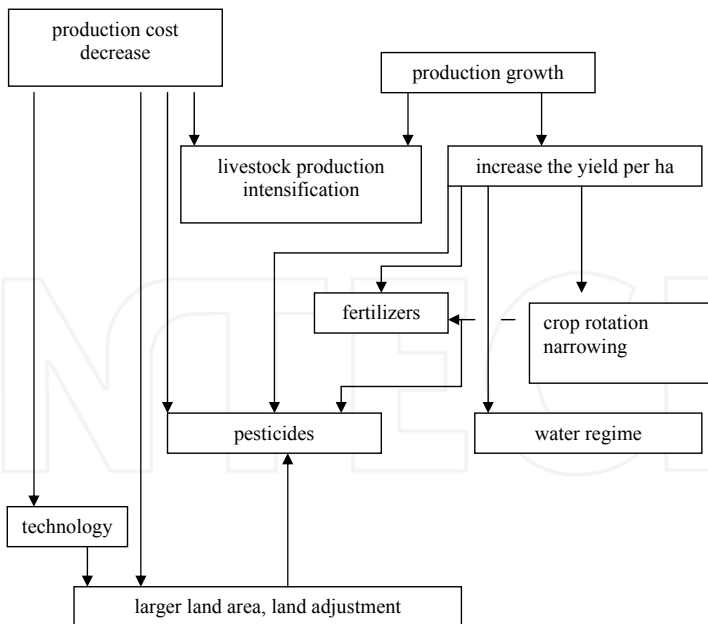 production cost
decrease
production growth
livestock production
intensification
increase the yield per ha
fertilizers
crop rotation
narrowing
pesticides
water regime
technology
larger land area, land adjustment